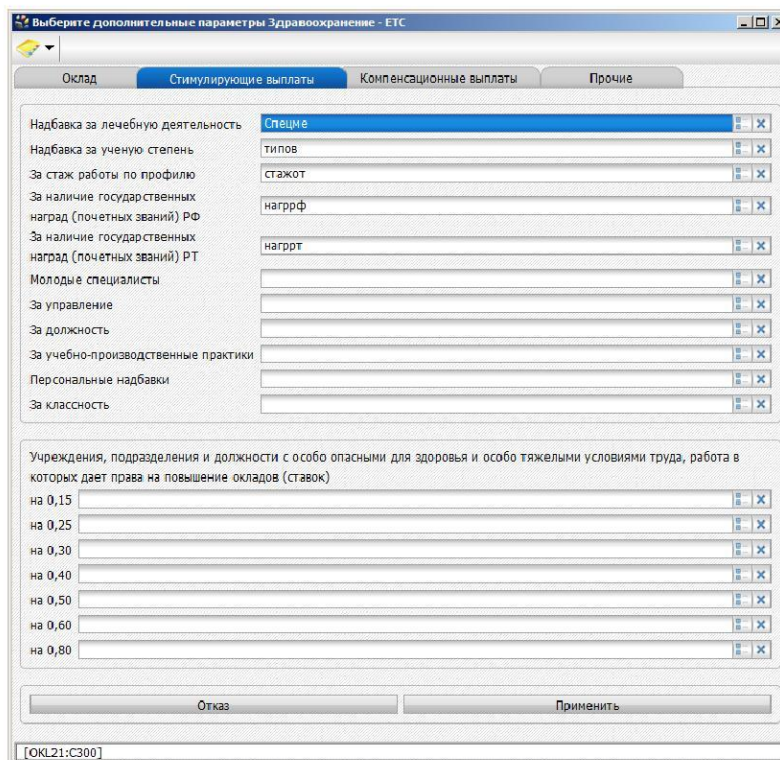 Выберите дополнительные параметры Здравоохранение - ЕТС
Оклад
Стимулирующие выплаты
Компенсационные выплаты
Прочие
Надбавка за лечебную деятельность
Спецме
Надбавка за ученую степень
типов
За стаж работы по профилю
стажот
За наличие государственных
наград (почетных званий) РФ
нагррф
За наличие государственных
наград (почетных званий) РТ
нагррт
Молодые специалисты
За управление
За должность
За учебно-производственные практики
Персональные надбавки
За классность
Учреждения, подразделения и должности с особо опасными для здоровья и особо тяжелыми условиями труда, работа в
которых дает права на повышение окладов (ставок)
на 0,15
на 0,25
на 0,30
на 0,40
на 0,50
на 0,60
на 0,80
Отказ
Применить
[OKL21:C300]